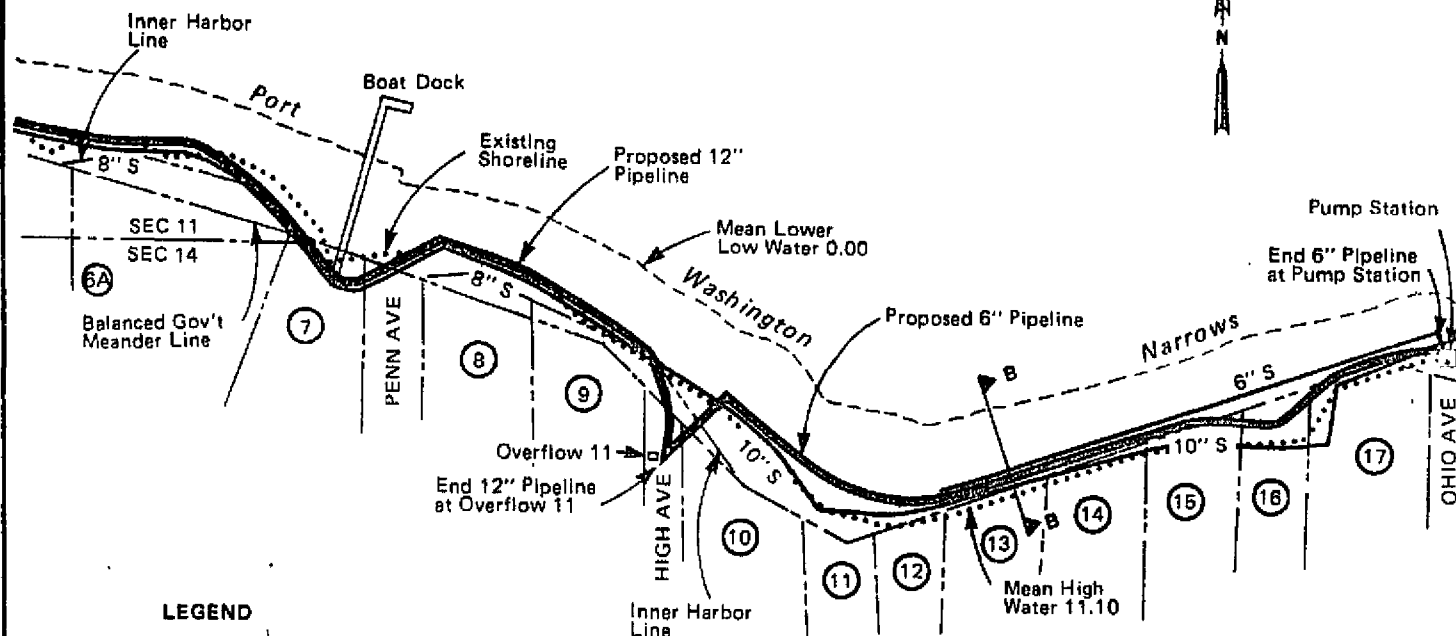 Inner Harbor
Line
N
Port
Boat Dock
Existing
Shoreline
Proposed 12"
Pipeline
8" S
Mean Lower
Low Water 0.00
Pump Station
SEC 11
SEC 14
End 6" Pipeline
at Pump Station
6A
8" S
Washington
Balanced Gov't
Meander Line
7
PENN AVE
8
Proposed 6" Pipeline
Narrows
B
6" S
9
Overflow 11
10" S
10" S
17
OHIO AVE
End 12" Pipeline
at Overflow 11
HIGH AVE
10
11
12
13
B
14
15
16
Mean High
Water 11.10
LEGEND
Inner Harbor
Line